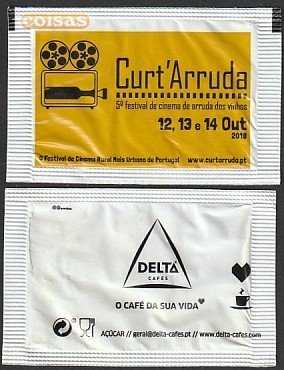 coisas
Curt'Arruda
5º festival de cinema de arruda dos vinhos
12, 13 e 14 Out
2018
O Festival de Cinema Rural Mais Urbano de Portugal
www.curtarruda.pt
DELTA
CAFÉS
O CAFÉ DA SUA VIDA
AÇÚCAR // geral@delta-cafes.pt // www.delta-cafes.com